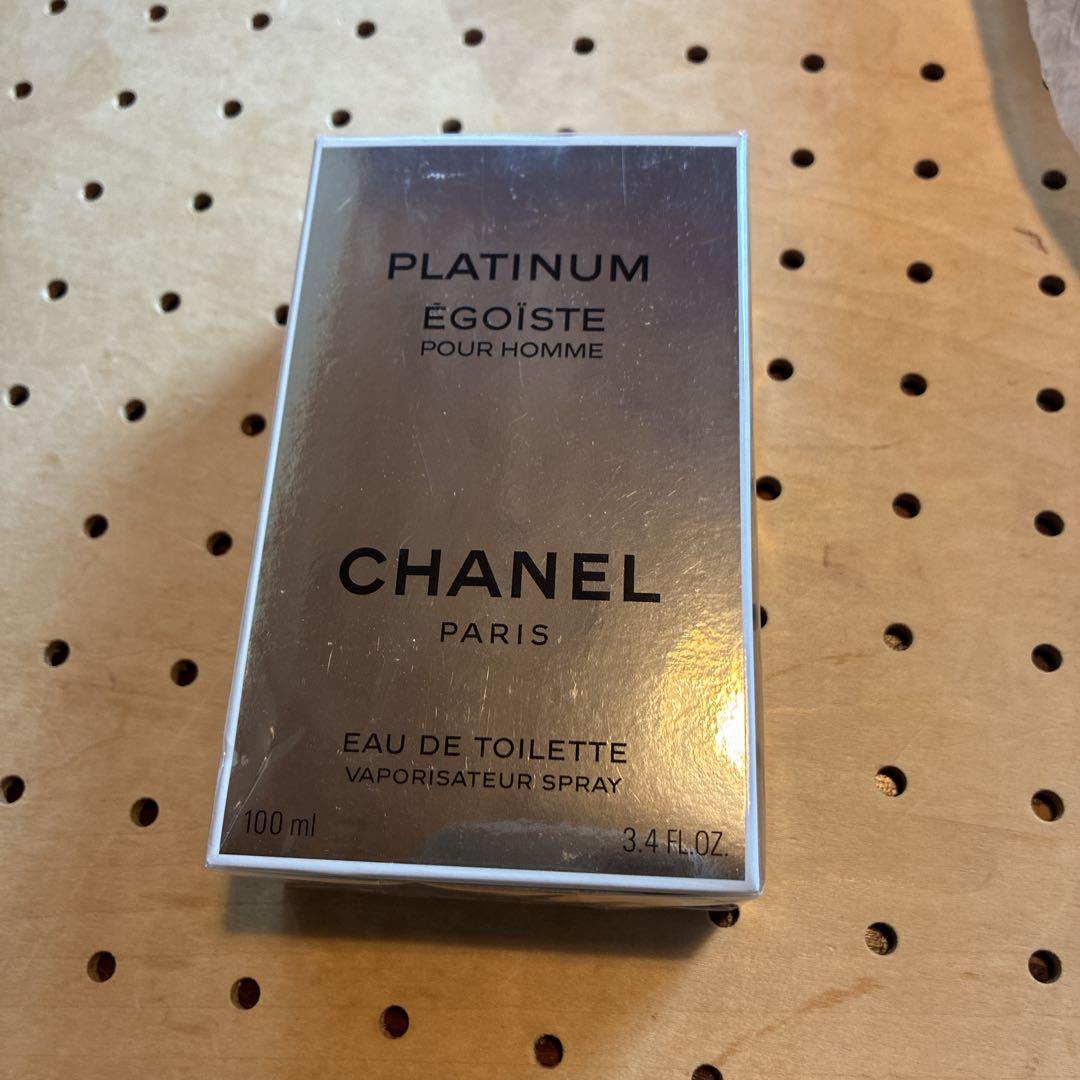 PLATINUM
ÉGOÏSTE
POUR HOMME
CHANEL
PARIS
EAU DE TOILETTE
VAPORISATEUR SPRAY
100 ml
3.4 FL.OZ.